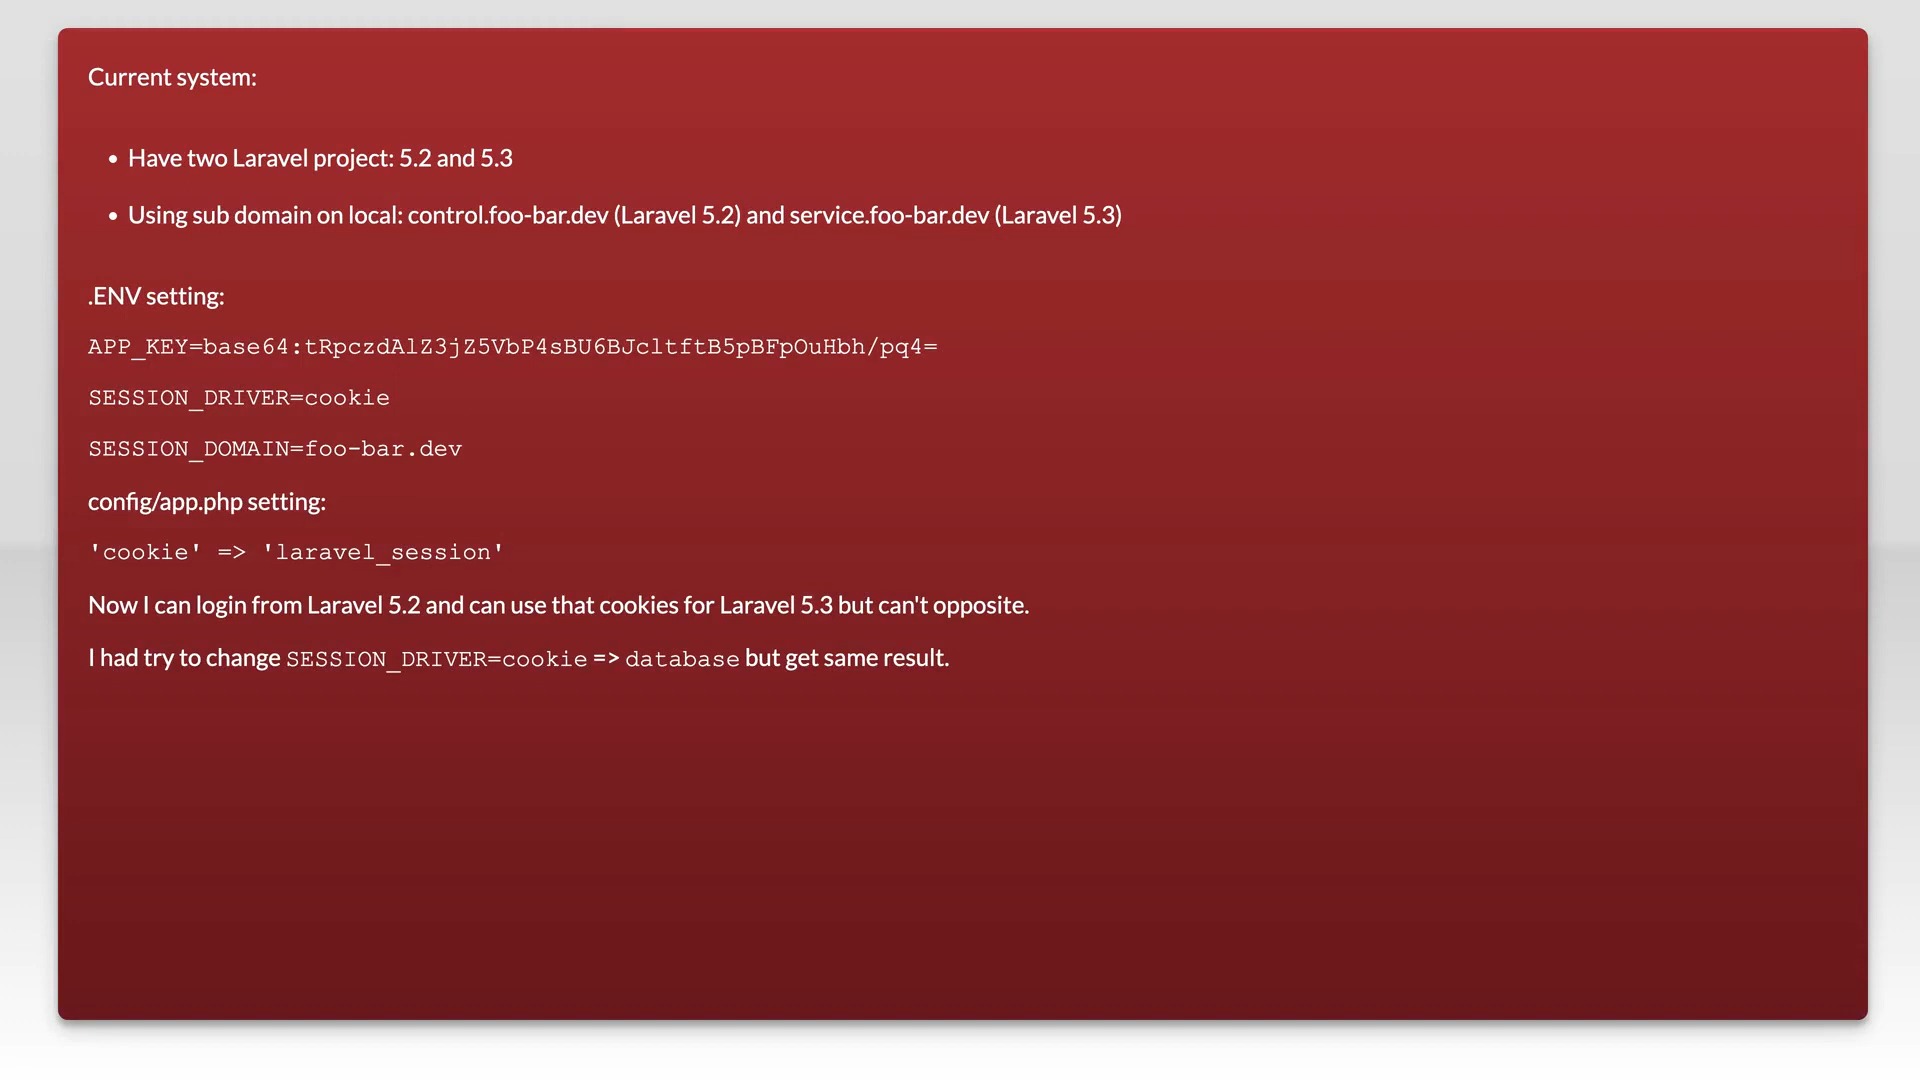 Current system:
• Have two Laravel project: 5.2 and 5.3
• Using sub domain on local: control.foo-bar.dev (Laravel 5.2) and service.foo-bar.dev (Laravel 5.3)
.ENV setting:
APP_KEY=base64:tRpczdAlZ3jZ5VbP4sBU6BJcltftB5pBFpOuHbh/pq4=
SESSION_DRIVER=cookie
SESSION_DOMAIN=foo-bar.dev
config/app.php setting:
'cookie' => 'laravel_session'
Now I can login from Laravel 5.2 and can use that cookies for Laravel 5.3 but can't opposite.
I had try to change SESSION_DRIVER=cookie => database but get same result.